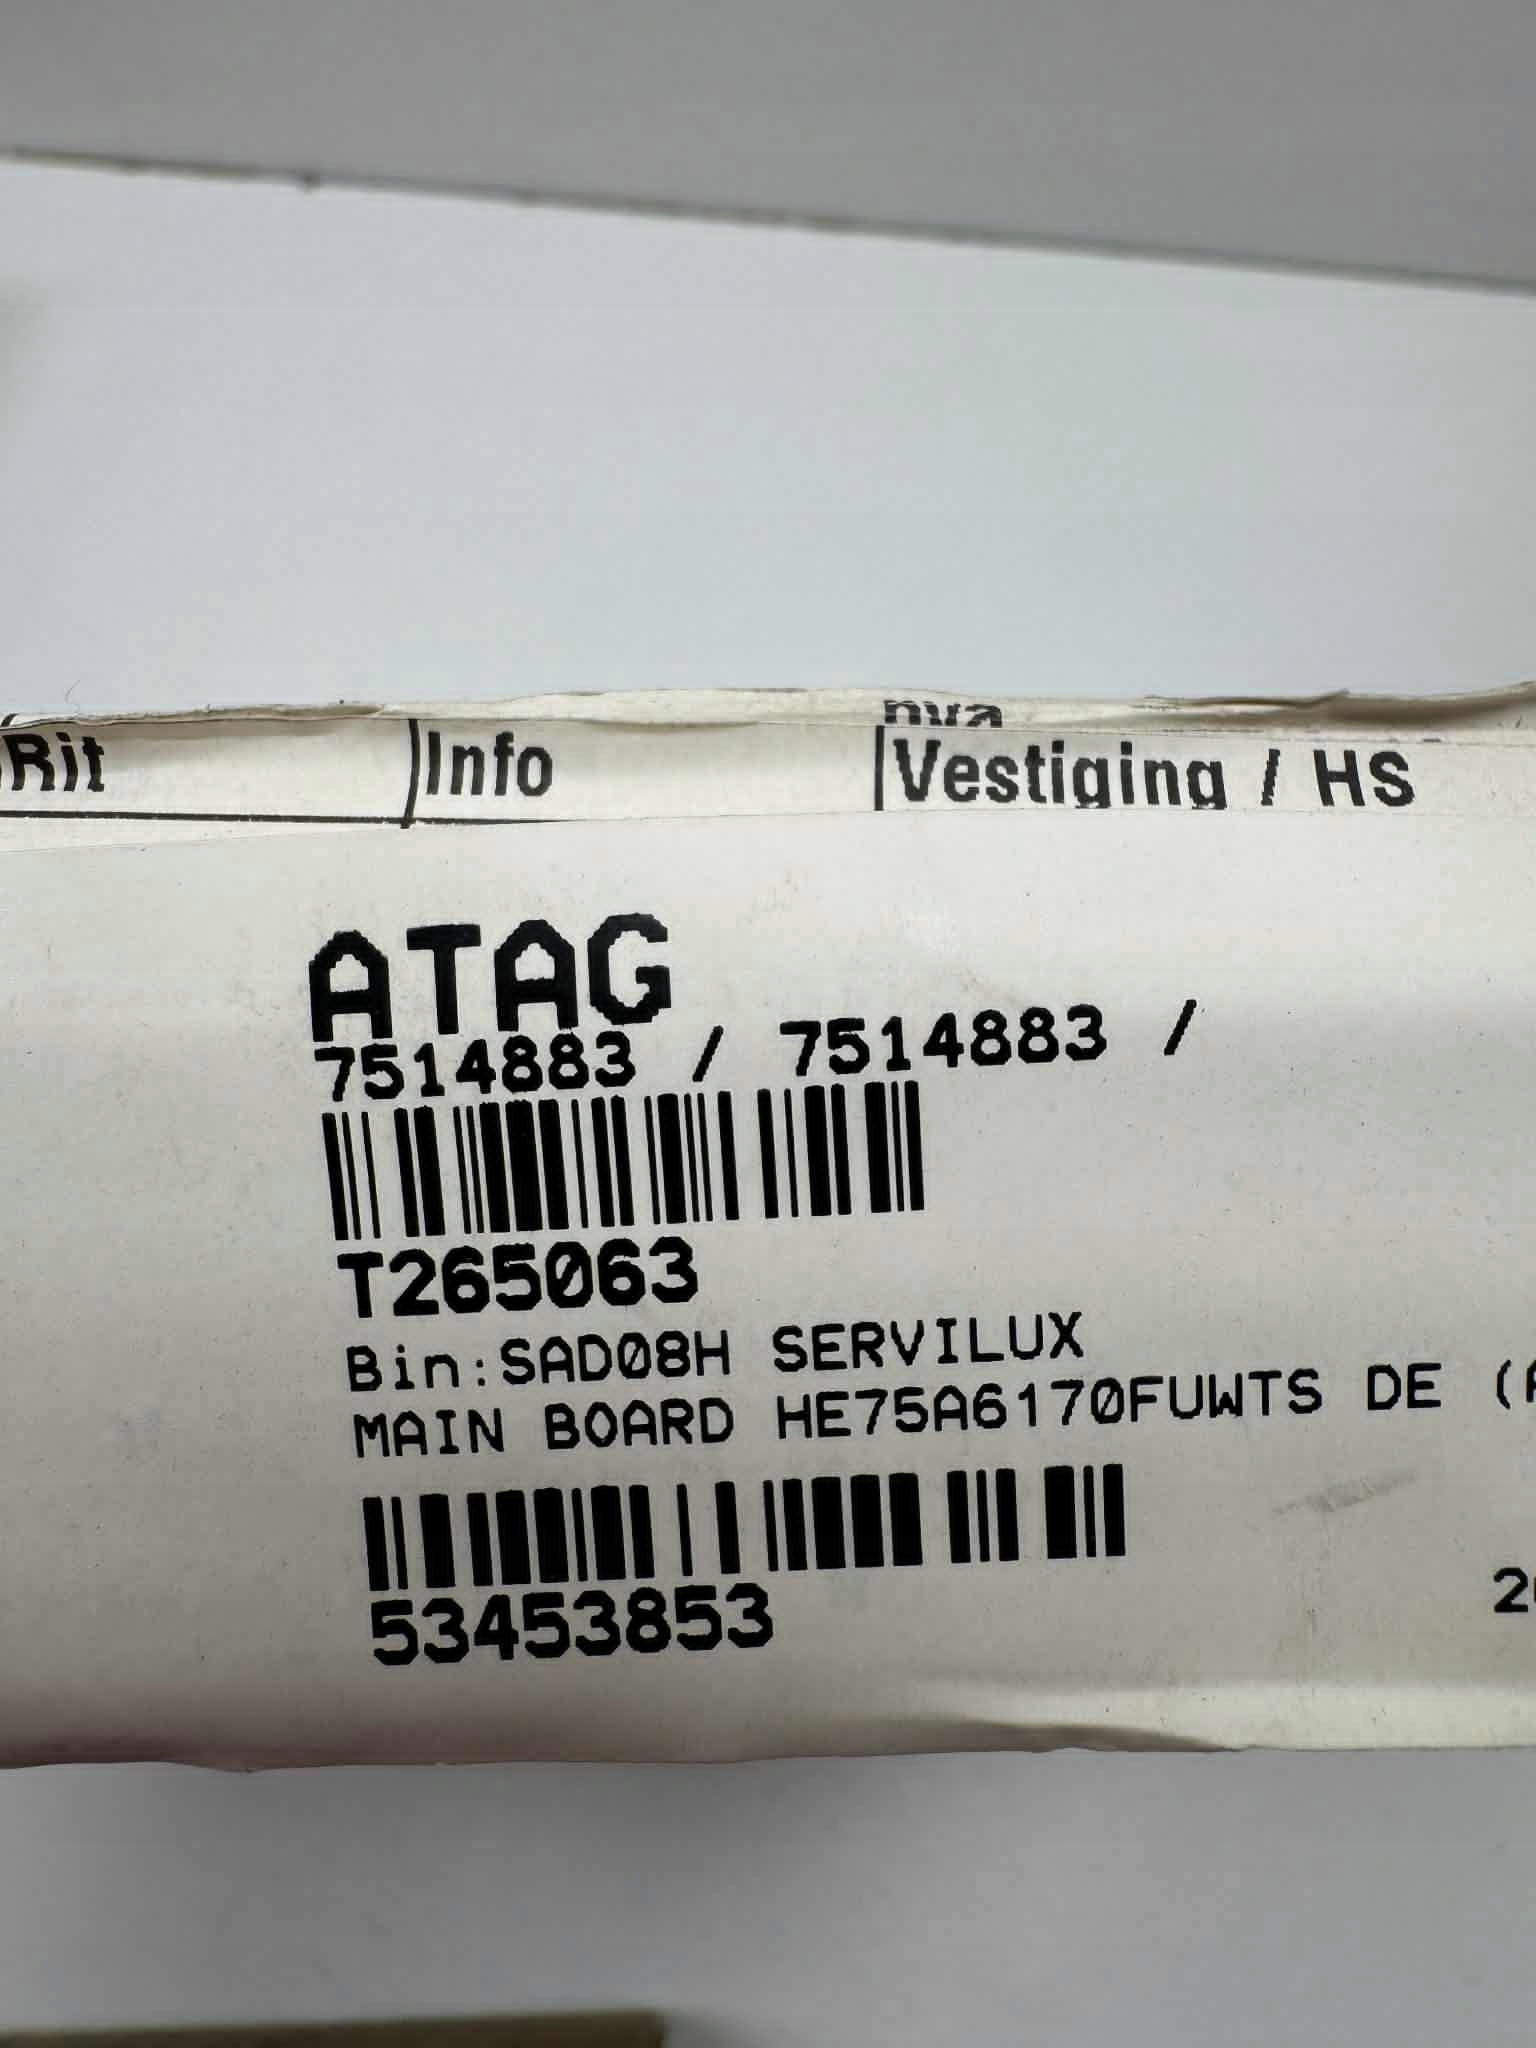 Rit Info Vestiging / HS
ATAG
7514883 / 7514883 /
T265063
Bin:SAD08H SERVILUX
MAIN BOARD HE75A6170FUWTS DE (
53453853